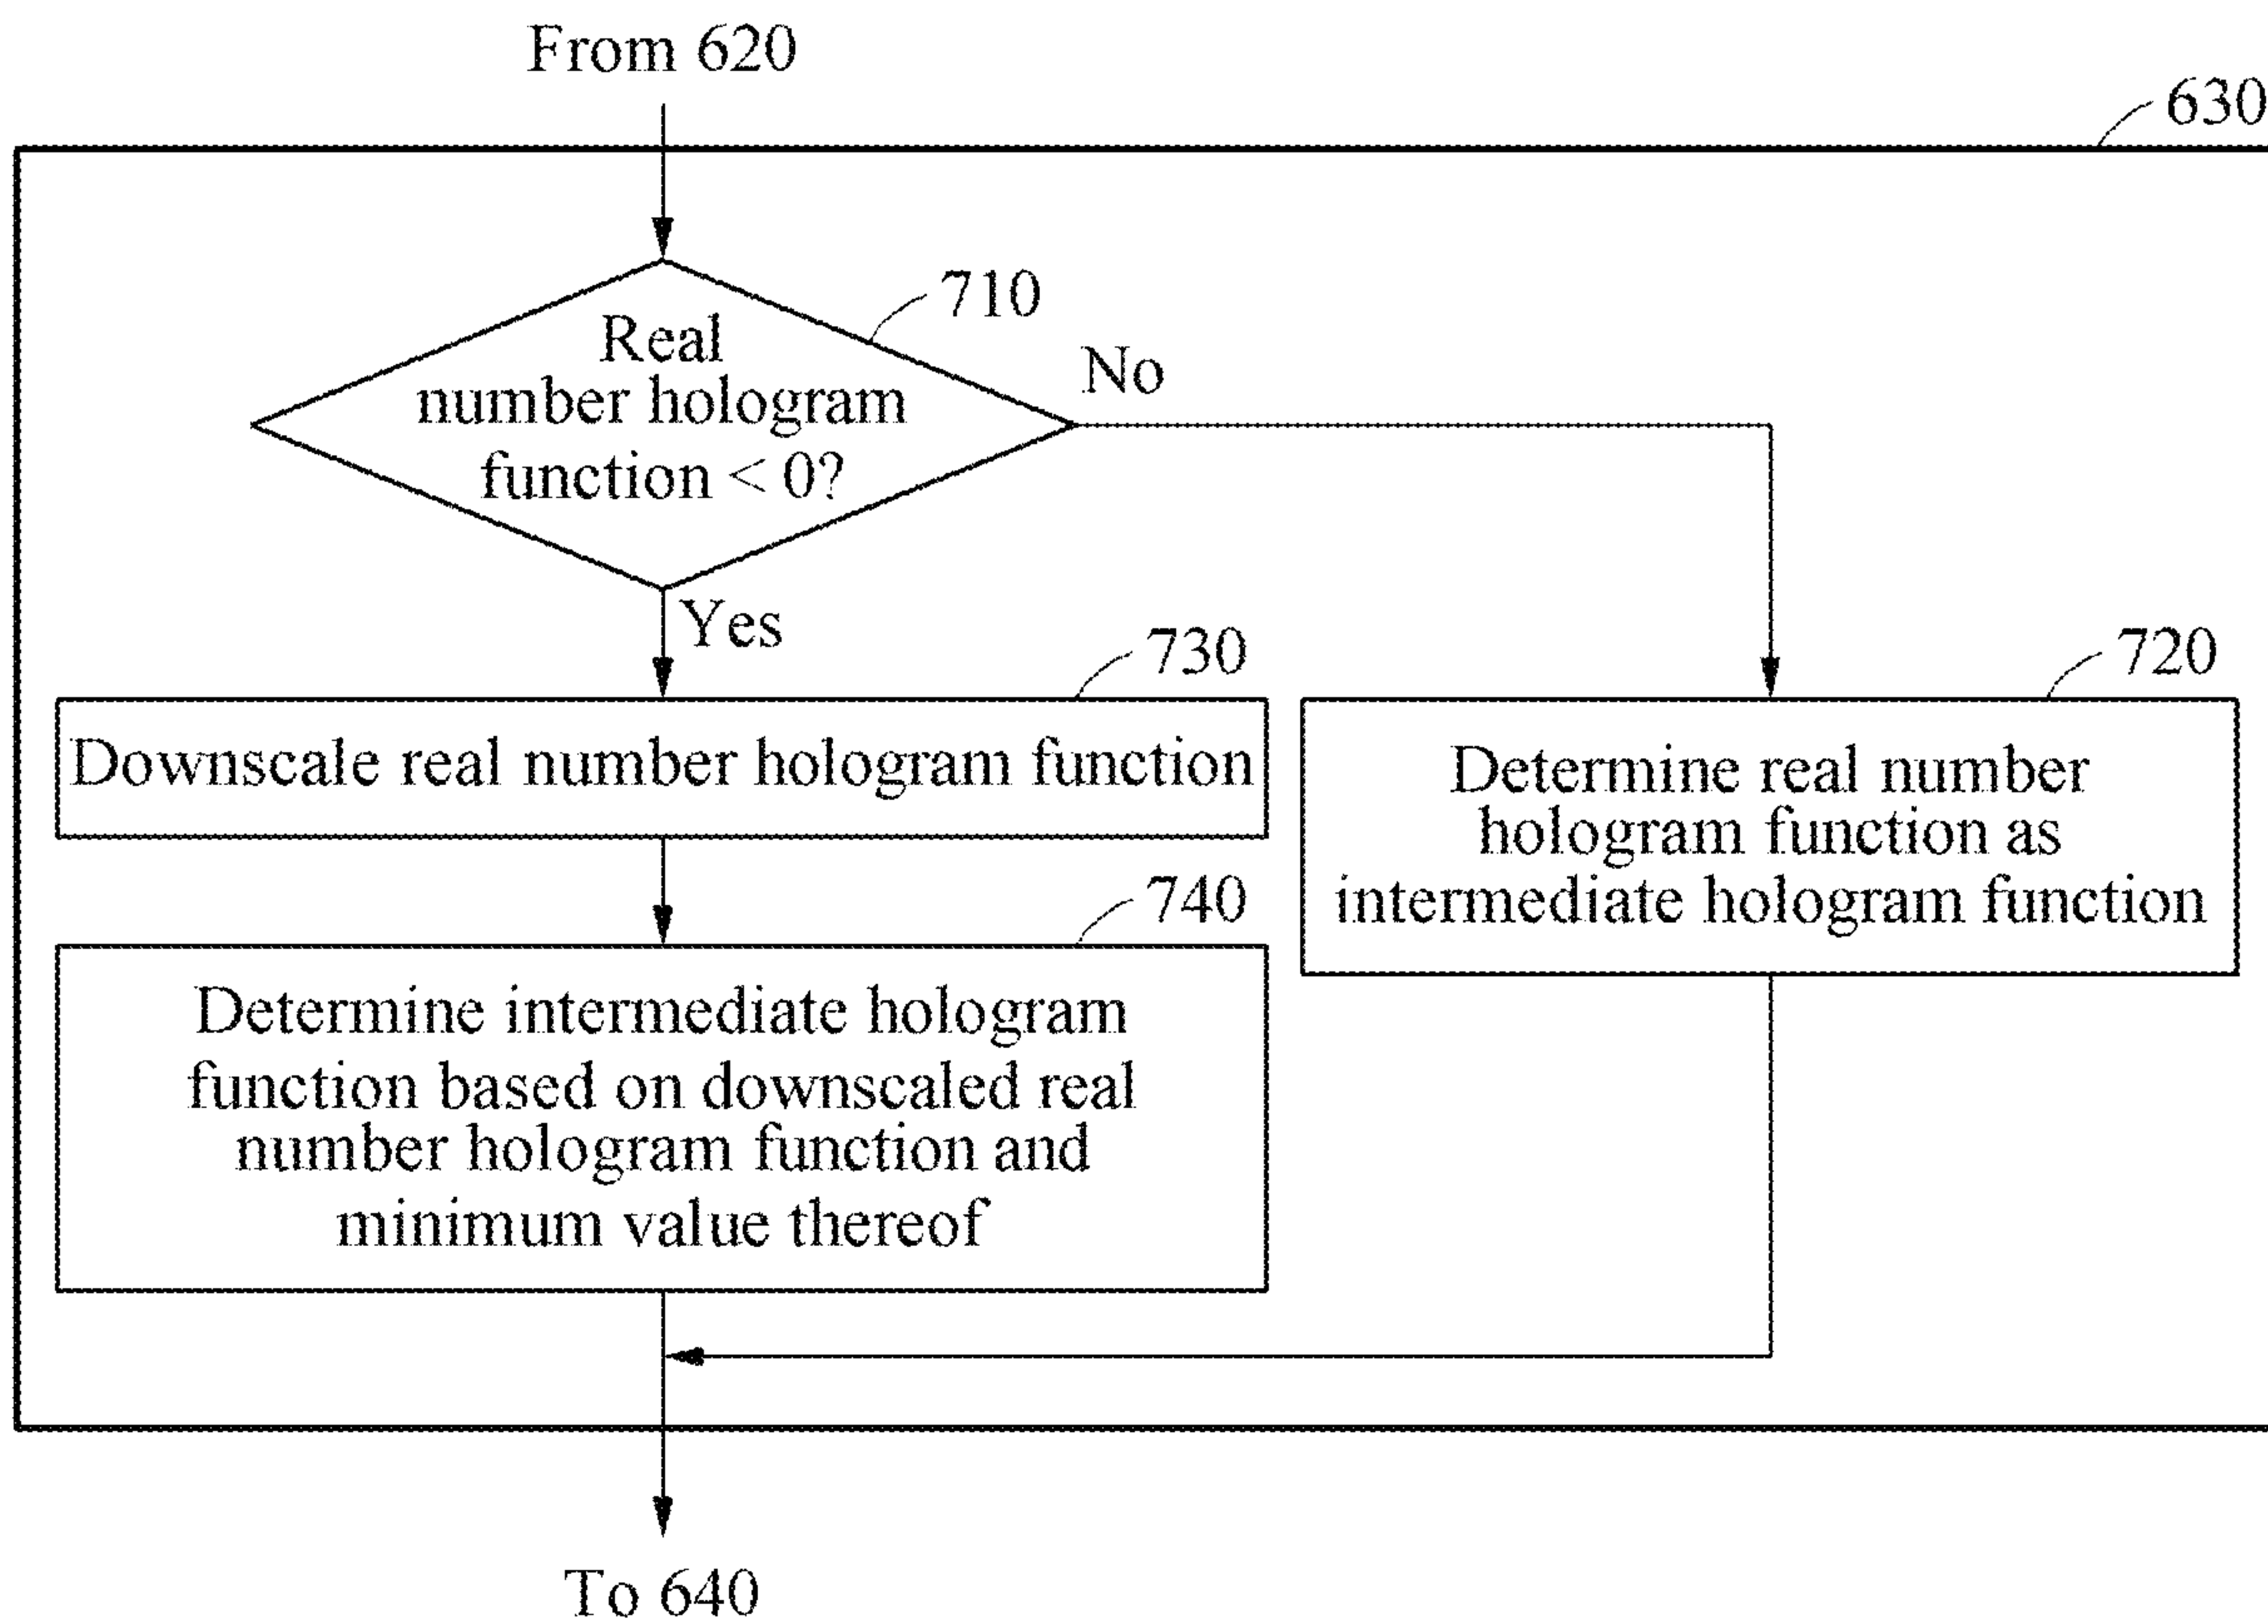 From 620
630
710
Real
number hologram
function < 0?
No
Yes
730
720
Downscale real number hologram function
Determine real number
hologram function as
intermediate hologram function
740
Determine intermediate hologram
function based on downscaled real
number hologram function and
minimum value thereof
To 640